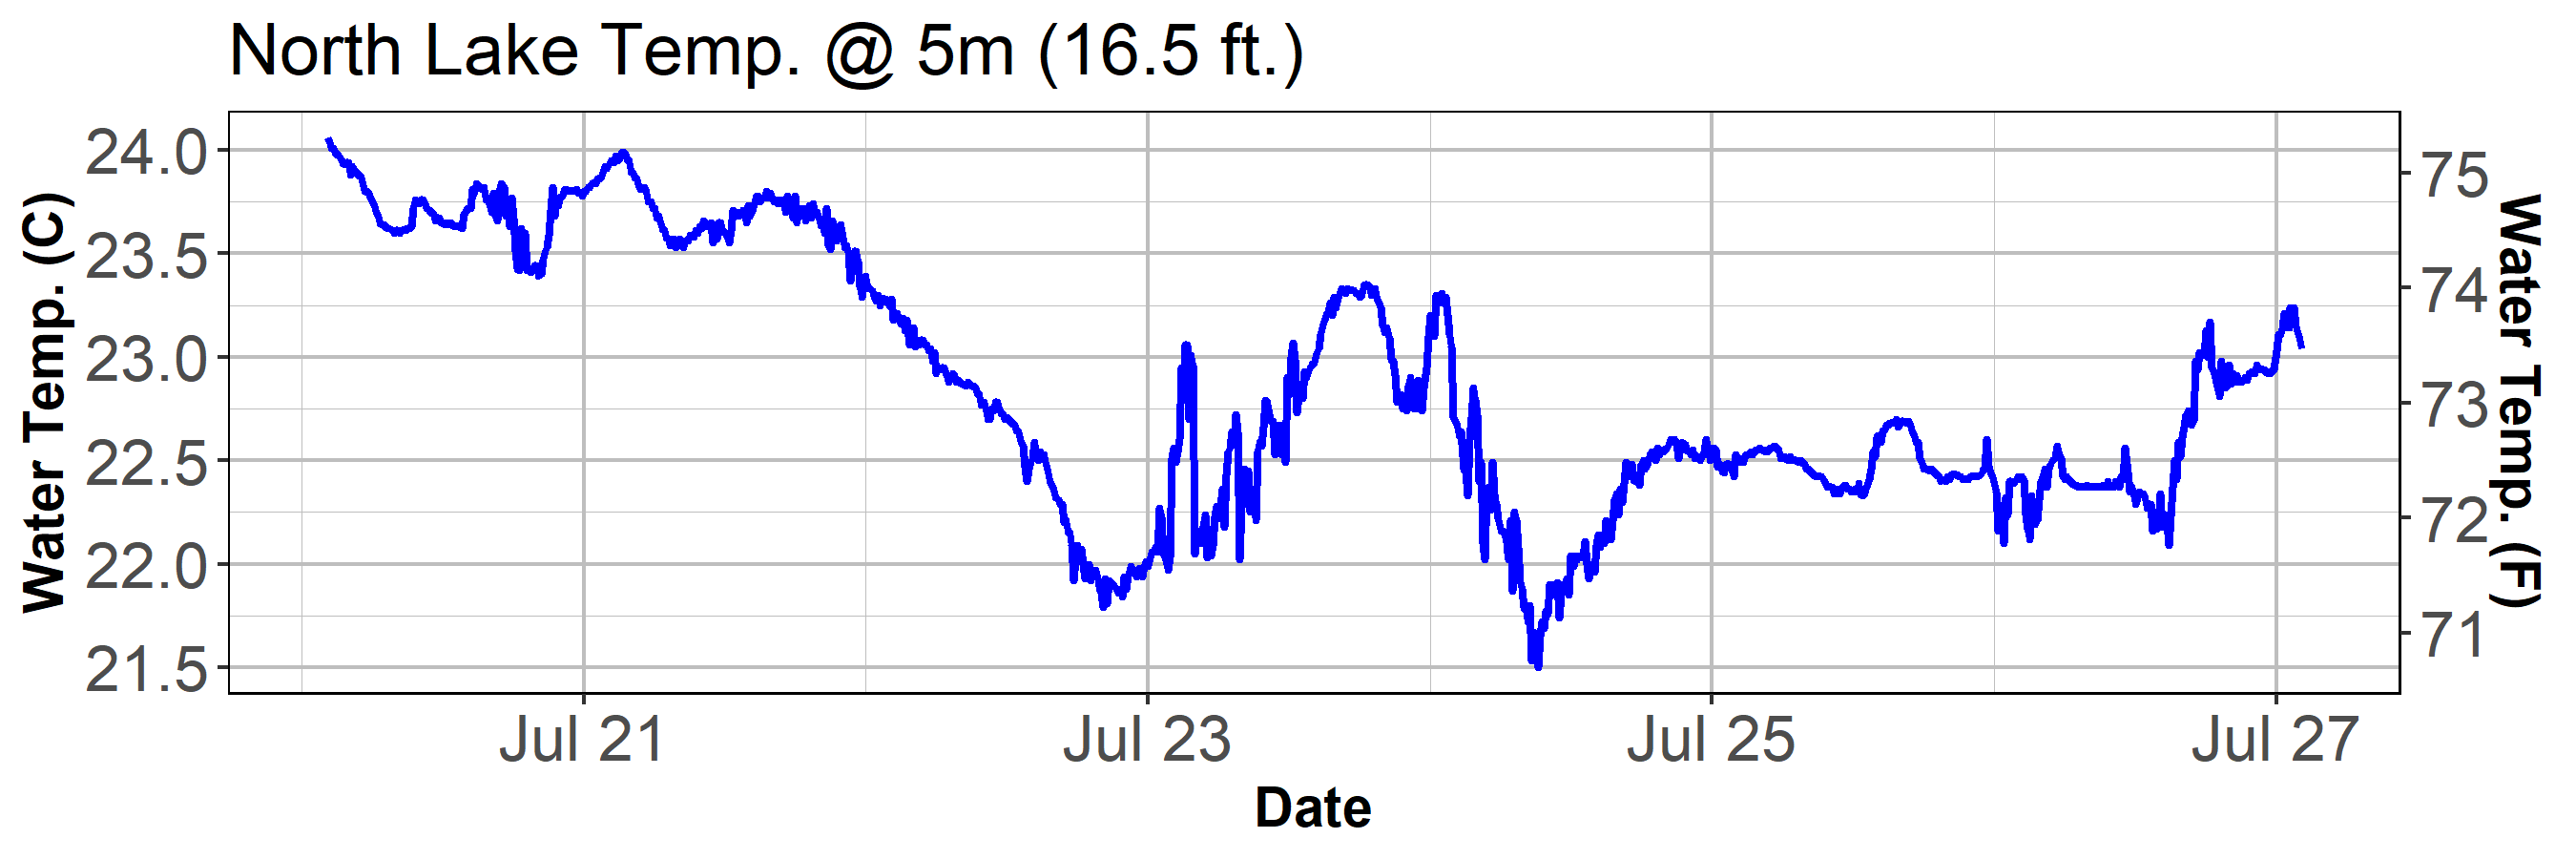 North Lake Temp. @ 5m (16.5 ft.)
Water Temp. (C)
24.0
23.5
23.0
22.5
22.0
21.5
75
74
73
72
71
Water Temp. (F)
Jul 21 Jul 23 Jul 25 Jul 27
Date